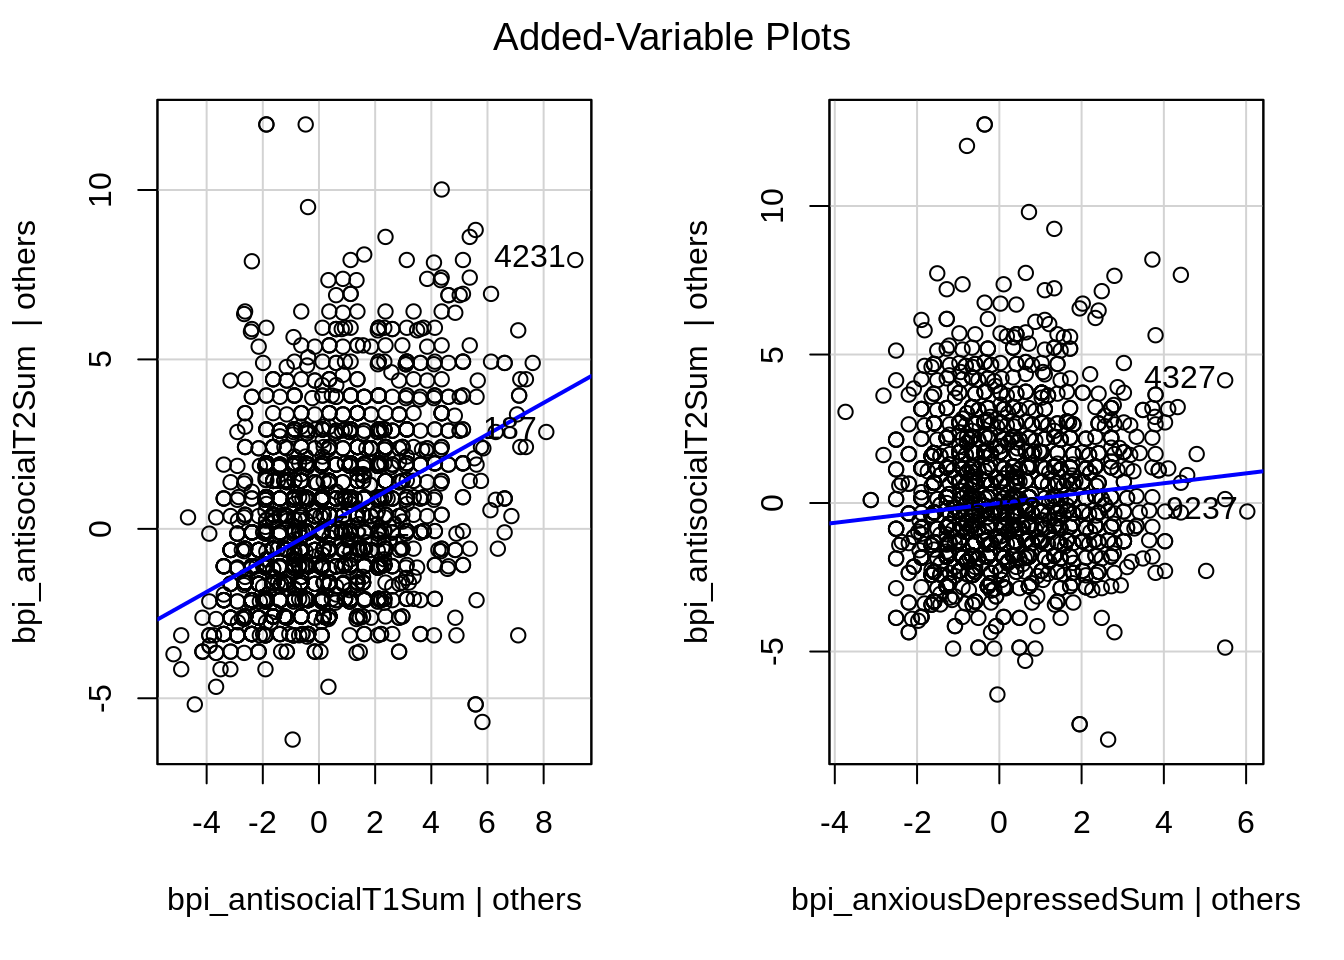 Added-Variable Plots
bpi_antisocialT2Sum | others
10
5
0
-5
4231
-4 -2 0 2 4 6 8
bpi_antisocialT1Sum | others
bpi_antisocialT2Sum | others
10
5
0
-5
4327
-4 -2 0 2 4 6
bpi_anxiousDepressedSum | others